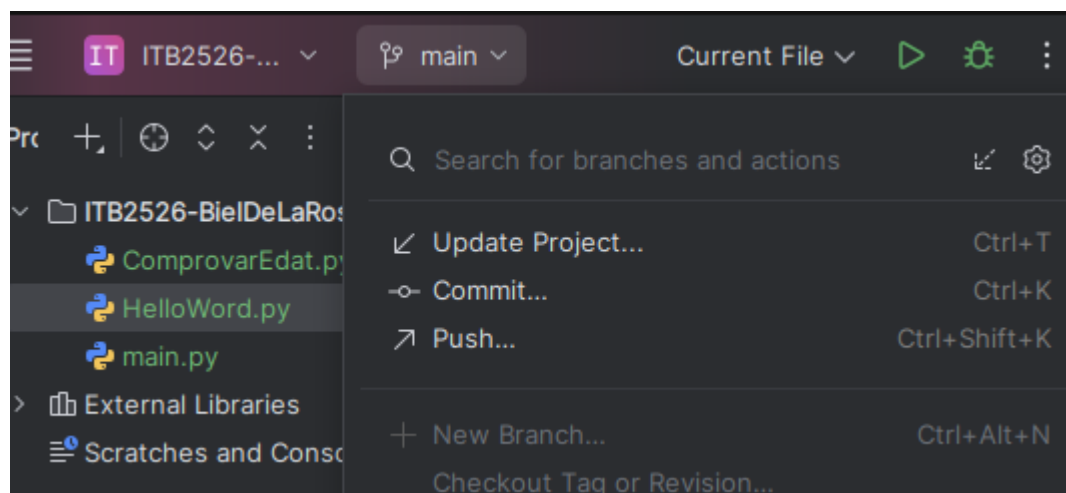 IT ITB2526-... main Current File
Prc
Search for branches and actions
ITB2526-BielDeLaRos
Update Project... Ctrl+T
ComprovarEdat.py
Commit... Ctrl+K
HelloWord.py
Push... Ctrl+Shift+K
main.py
External Libraries
New Branch... Ctrl+Alt+N
Scratches and Consc
Checkout Tag or Revision...